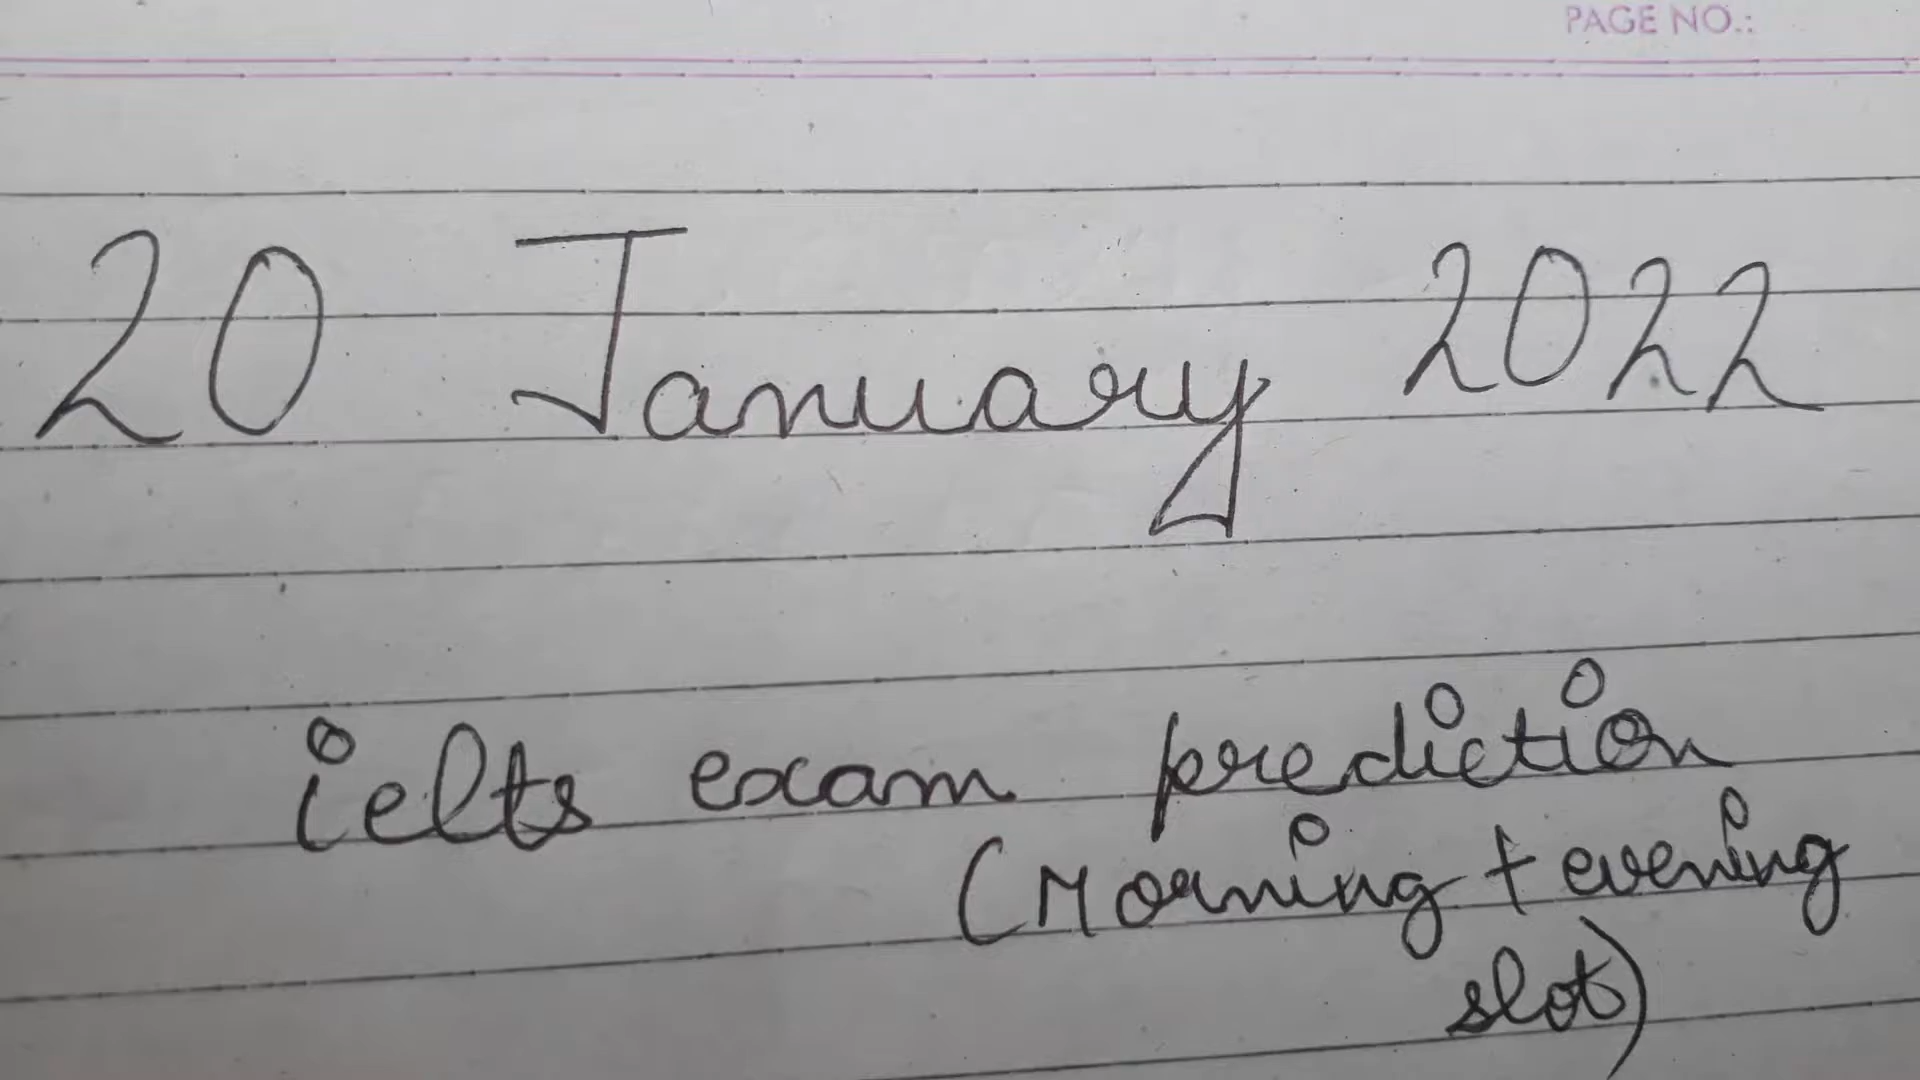 PAGE NO.:
20 January 2022
ielts exam prediction
(Morning + evening
slot)